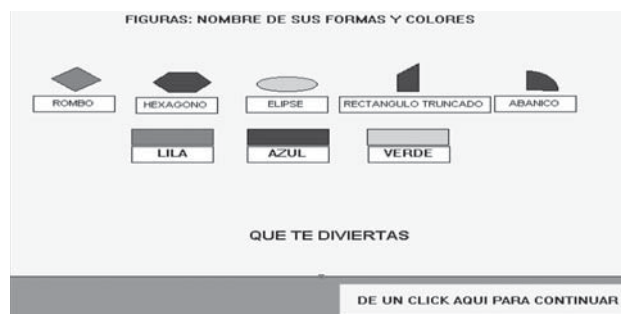 FIGURAS: NOMBRE DE SUS FORMAS Y COLORES
ROMBO HEXAGONO ELIPSE RECTANGULO TRUNCADO ABANICO
LILA AZUL VERDE
QUE TE DIVIERTAS
DE UN CLICK AQUI PARA CONTINUAR